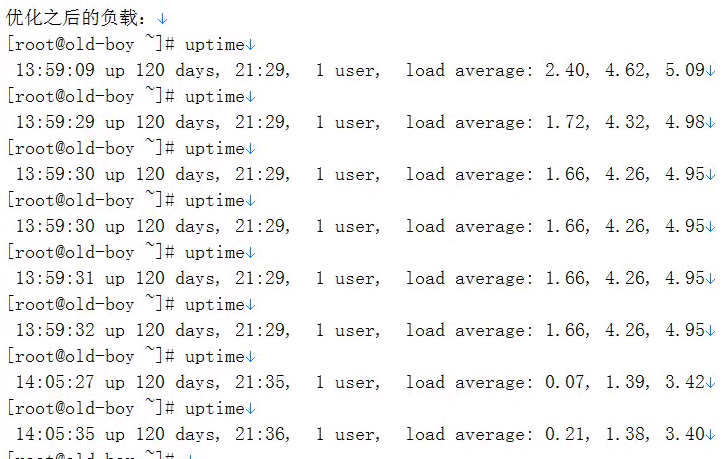 优化之后的负载：↓
[root@old-boy ~]# uptime↓
13:59:09 up 120 days, 21:29,  1 user,  load average: 2.40, 4.62, 5.09↓
[root@old-boy ~]# uptime↓
13:59:29 up 120 days, 21:29,  1 user,  load average: 1.72, 4.32, 4.98↓
[root@old-boy ~]# uptime↓
13:59:30 up 120 days, 21:29,  1 user,  load average: 1.66, 4.26, 4.95↓
[root@old-boy ~]# uptime↓
13:59:30 up 120 days, 21:29,  1 user,  load average: 1.66, 4.26, 4.95↓
[root@old-boy ~]# uptime↓
13:59:31 up 120 days, 21:29,  1 user,  load average: 1.66, 4.26, 4.95↓
[root@old-boy ~]# uptime↓
13:59:32 up 120 days, 21:29,  1 user,  load average: 1.66, 4.26, 4.95↓
[root@old-boy ~]# uptime↓
14:05:27 up 120 days, 21:35,  1 user,  load average: 0.07, 1.39, 3.42↓
[root@old-boy ~]# uptime↓
14:05:35 up 120 days, 21:36,  1 user,  load average: 0.21, 1.38, 3.40↓
[root@old-boy ~]# ↓